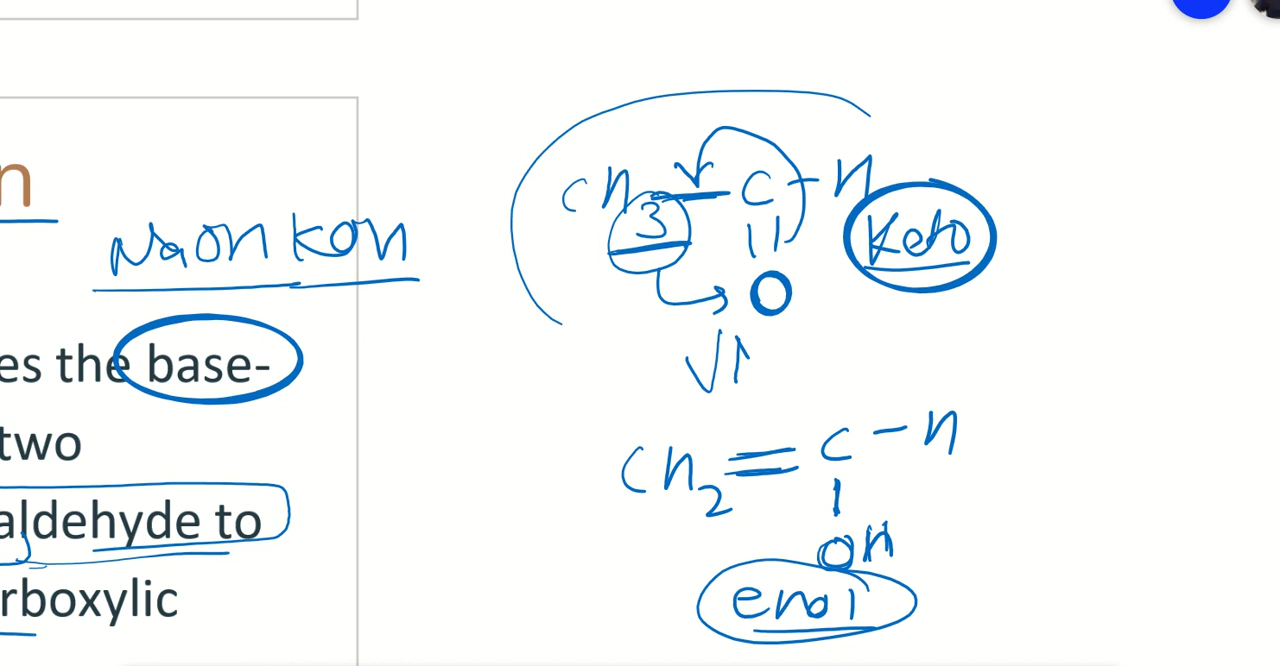 n
NaOH KOH
es the base-
two
aldehyde to
rboxylic
CH3 — C – H
||
O
Keto
CH2 = C – H
|
OH
enol